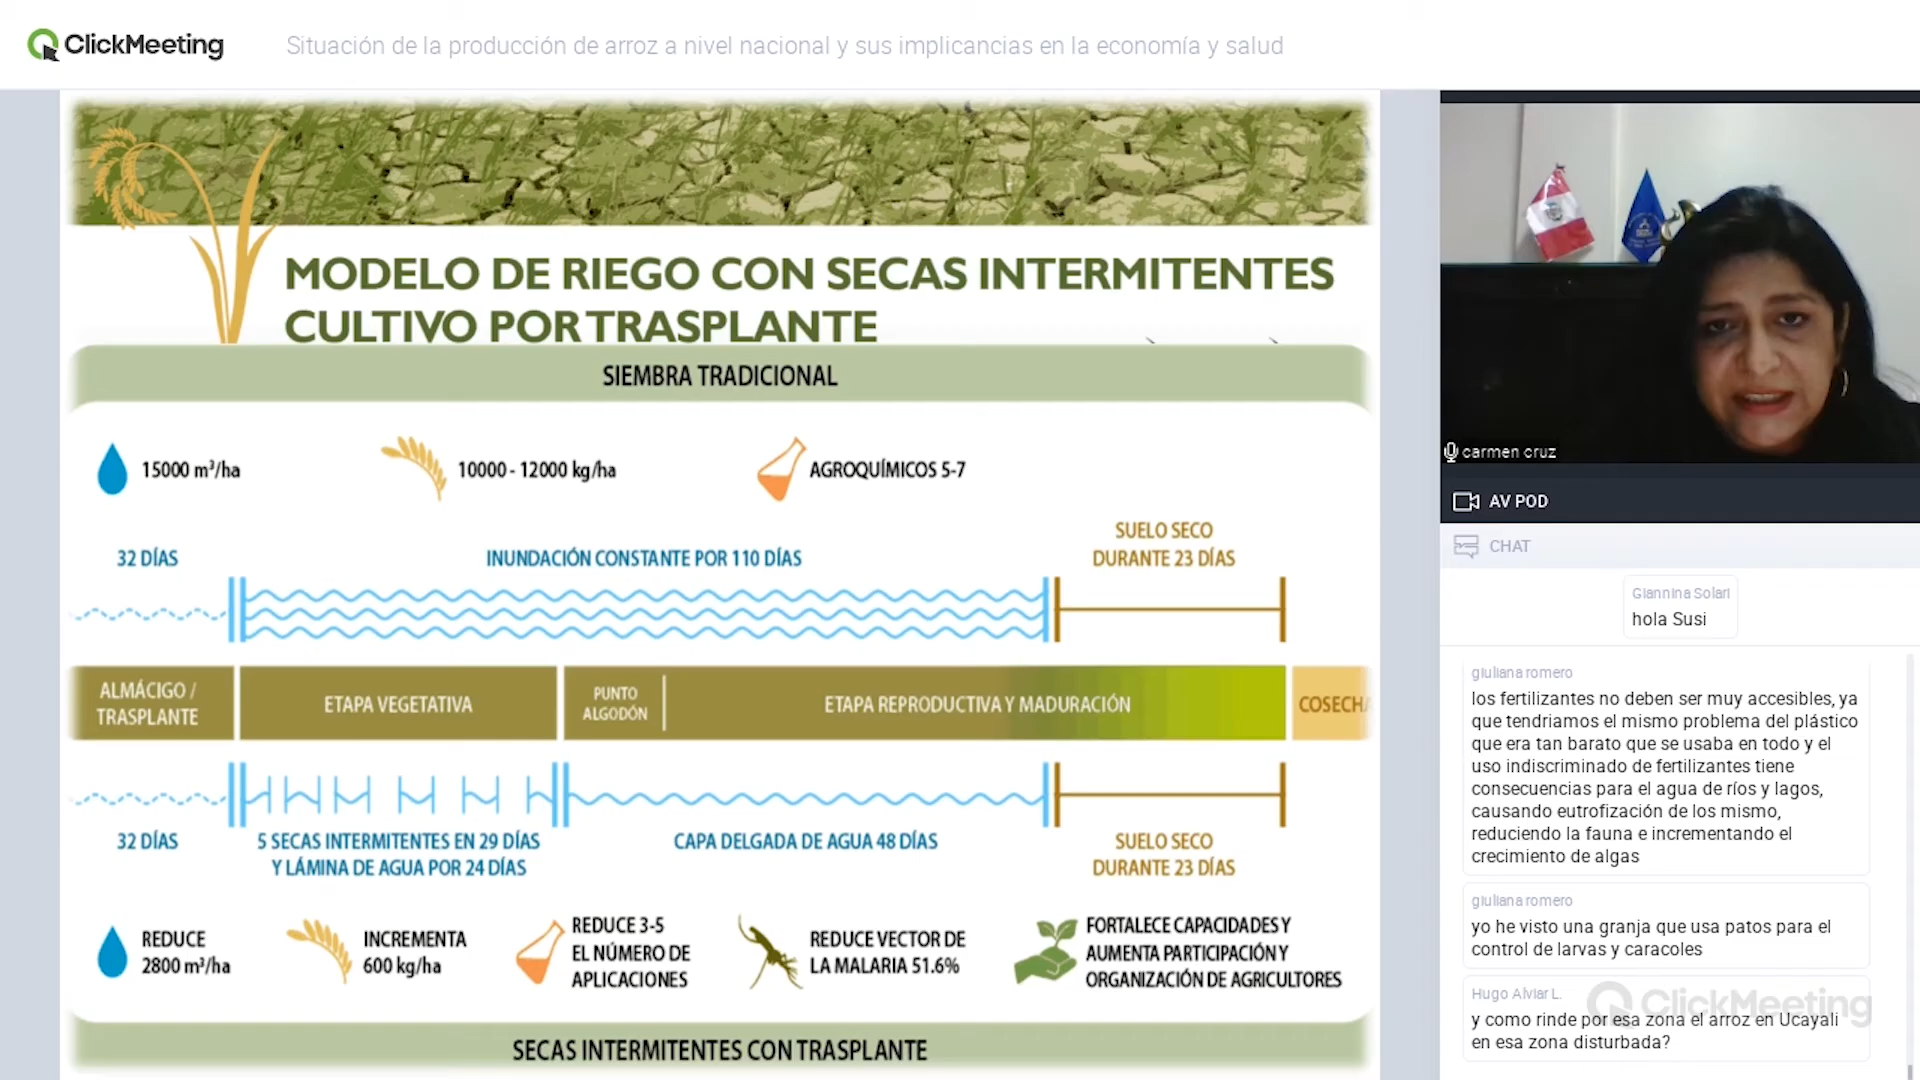 ClickMeeting
Situación de la producción de arroz a nivel nacional y sus implicancias en la economía y salud
MODELO DE RIEGO CON SECAS INTERMITENTES
CULTIVO POR TRASPLANTE
SIEMBRA TRADICIONAL
15000 m³/ha
10000 - 12000 kg/ha
AGROQUÍMICOS 5-7
32 DÍAS
INUNDACIÓN CONSTANTE POR 110 DÍAS
SUELO SECO
DURANTE 23 DÍAS
ALMÁCIGO /
TRASPLANTE
ETAPA VEGETATIVA
PUNTO
ALGODÓN
ETAPA REPRODUCTIVA Y MADURACIÓN
COSECHA
32 DÍAS
5 SECAS INTERMITENTES EN 29 DÍAS
Y LÁMINA DE AGUA POR 24 DÍAS
CAPA DELGADA DE AGUA 48 DÍAS
SUELO SECO
DURANTE 23 DÍAS
REDUCE
2800 m³/ha
INCREMENTA
600 kg/ha
REDUCE 3-5
EL NÚMERO DE
APLICACIONES
REDUCE VECTOR DE
LA MALARIA 51.6%
FORTALECE CAPACIDADES Y
AUMENTA PARTICIPACIÓN Y
ORGANIZACIÓN DE AGRICULTORES
SECAS INTERMITENTES CON TRASPLANTE
carmen cruz
AV POD
CHAT
Giannina Solari
hola Susi
giuliana romero
los fertilizantes no deben ser muy accesibles, ya
que tendriamos el mismo problema del plástico
que era tan barato que se usaba en todo y el
uso indiscriminado de fertilizantes tiene
consecuencias para el agua de ríos y lagos,
causando eutrofización de los mismo,
reduciendo la fauna e incrementando el
crecimiento de algas
giuliana romero
yo he visto una granja que usa patos para el
control de larvas y caracoles
Hugo Alviar L.
y como rinde por esa zona el arroz en Ucayali
en esa zona disturbada?
ClickMeeting